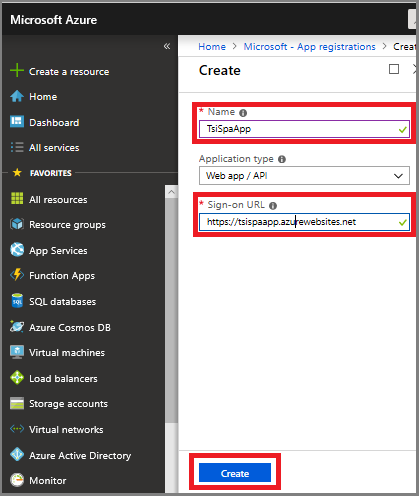 Microsoft Azure
Create a resource
Home
Dashboard
All services
FAVORITES
All resources
Resource groups
App Services
Function Apps
SQL databases
Azure Cosmos DB
Virtual machines
Load balancers
Storage accounts
Virtual networks
Azure Active Directory
Monitor
Home > Microsoft - App registrations > Crea
Create
* Name
TsiSpaApp
Application type
Web app / API
* Sign-on URL
https://tsispaapp.azurewebsites.net
Create